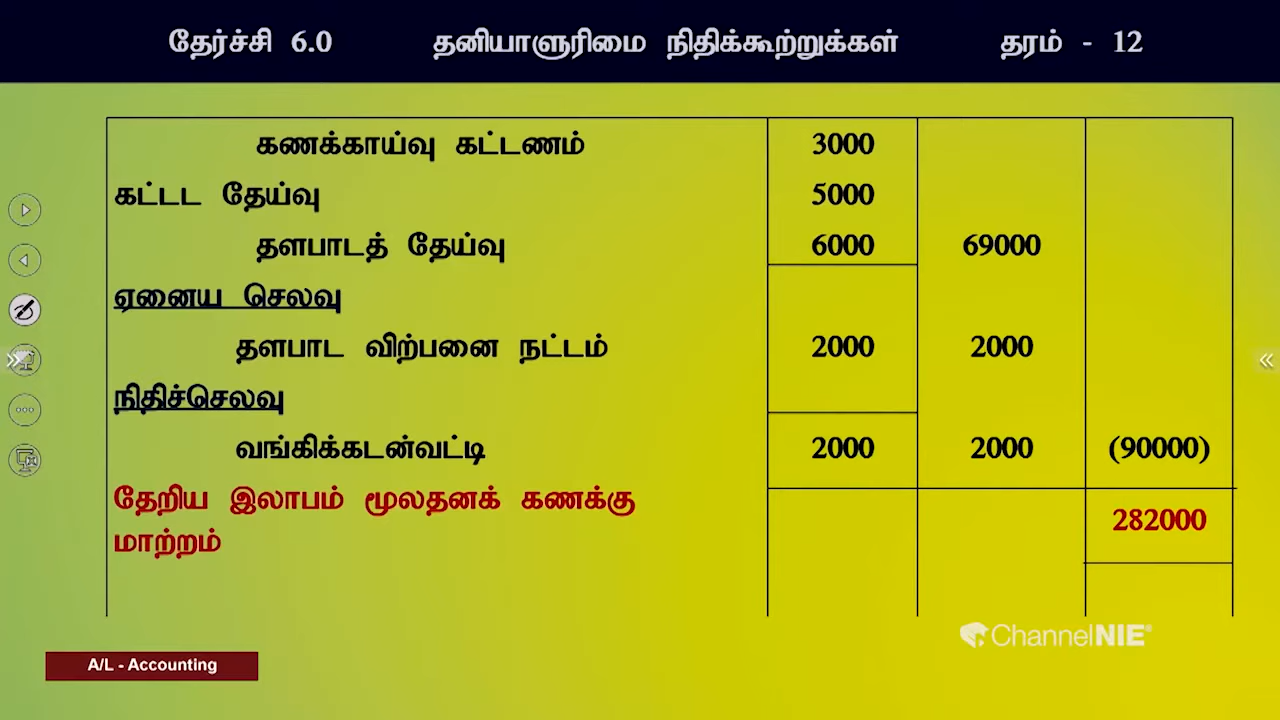 தேர்ச்சி 6.0 தனியாளுரிமை நிதிக்கூற்றுக்கள் தரம் - 12
கணக்காய்வு கட்டணம் 3000
கட்டட தேய்வு 5000
தளபாடத் தேய்வு 6000 69000
ஏனைய செலவு
தளபாட விற்பனை நட்டம் 2000 2000
நிதிச்செலவு
வங்கிக்கடன்வட்டி 2000 2000 (90000)
தேறிய இலாபம் மூலதனக் கணக்கு
மாற்றம் 282000
ChannelNIE
A/L - Accounting